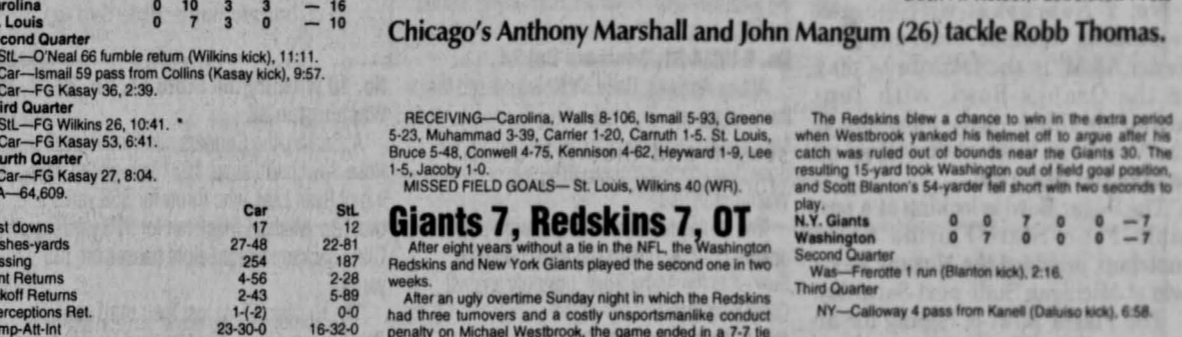 rolina 0 10 3 3 — 16
Louis 0 7 3 0 — 10
cond Quarter
StL—O'Neal 66 fumble return (Wilkins kick), 11:11.
Car—Ismail 59 pass from Collins (Kasay kick), 9:57.
Car—FG Kasay 36, 2:39.
ird Quarter
StL—FG Wilkins 26, 10:41.
Car—FG Kasay 53, 6:41.
urth Quarter
Car—FG Kasay 27, 8:04.
A—64,609.
Car StL
st downs 17 12
shes-yards 27-48 22-81
ssing 254 187
nt Returns 4-56 2-28
koff Returns 2-43 5-89
erceptions Ret. 1-(-2) 0-0
mp-Att-Int 23-30-0 16-32-0
Chicago's Anthony Marshall and John Mangum (26) tackle Robb Thomas.
RECEIVING—Carolina, Walls 8-106, Ismail 5-93, Greene
5-23, Muhammad 3-39, Carrier 1-20, Carruth 1-5. St. Louis,
Bruce 5-48, Conwell 4-75, Kennison 4-62, Heyward 1-9, Lee
1-5, Jacoby 1-0.
MISSED FIELD GOALS— St. Louis, Wilkins 40 (WR).
Giants 7, Redskins 7, OT
After eight years without a tie in the NFL, the Washington
Redskins and New York Giants played the second one in two
weeks.
After an ugly overtime Sunday night in which the Redskins
had three turnovers and a costly unsportsmanlike conduct
penalty on Michael Westbrook, the game ended in a 7-7 tie
The Redskins blew a chance to win in the extra period
when Westbrook yanked his helmet off to argue after his
catch was ruled out of bounds near the Giants 30. The
resulting 15-yard took Washington out of field goal position,
and Scott Blanton's 54-yarder fell short with two seconds to
play.
N.Y. Giants 0 0 7 0 0 — 7
Washington 0 7 0 0 0 — 7
Second Quarter
Was—Frerotte 1 run (Blanton kick), 2:16.
Third Quarter
NY—Calloway 4 pass from Kanell (Daluiso kick), 6:58.